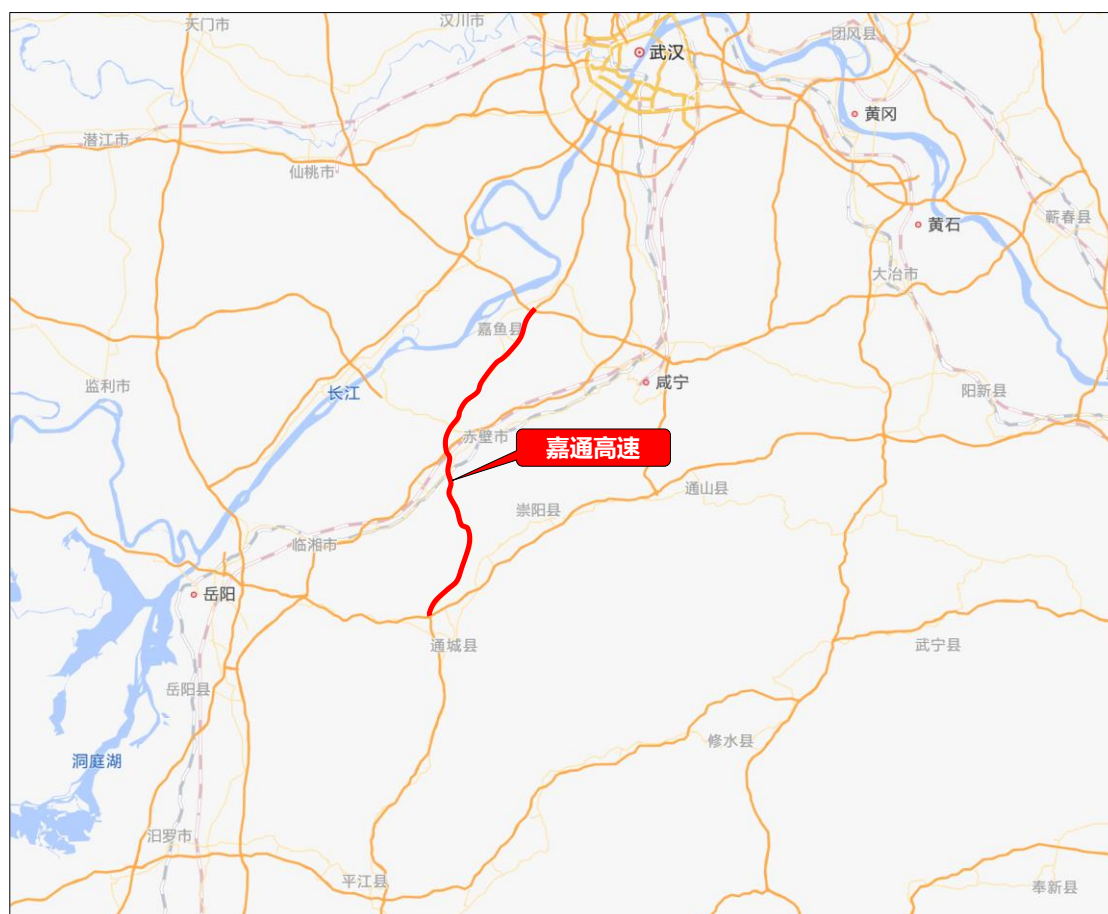 天门市
汉川市
团风县
武汉
黄冈
潜江市
仙桃市
黄石
蕲春县
大冶市
嘉鱼县
监利市
长江
咸宁
阳新县
赤壁市
嘉通高速
通山县
崇阳县
临湘市
岳阳
通城县
武宁县
岳阳县
修水县
洞庭湖
汨罗市
平江县
奉新县